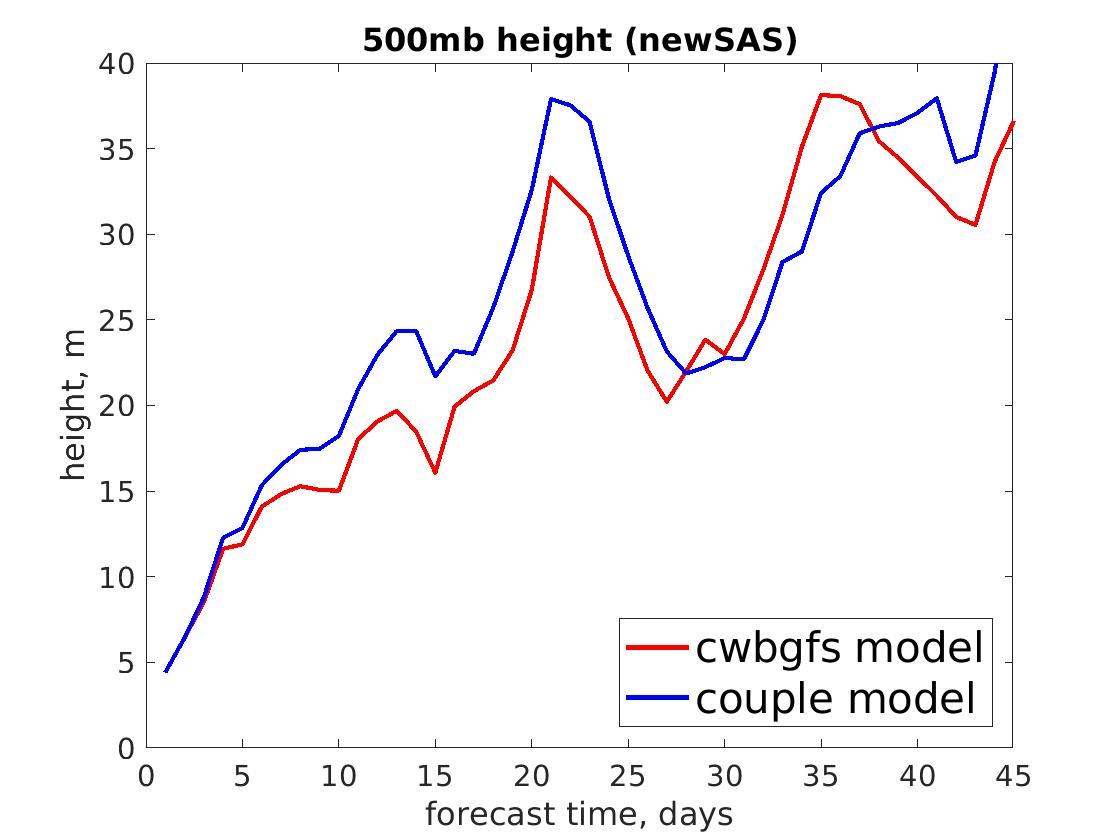 500mb height (newSAS)
40
35
30
25
20
15
10
5
0
height, m
cwbgfs model
couple model
0 5 10 15 20 25 30 35 40 45
forecast time, days